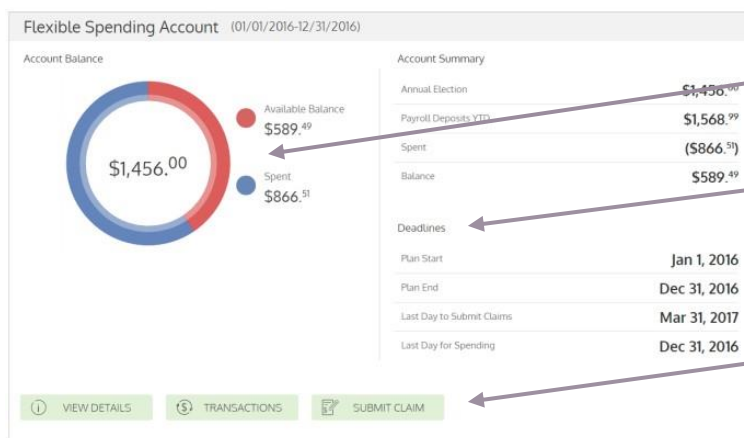 Flexible Spending Account (01/01/2016-12/31/2016)
Account Balance
$1,456.00
Available Balance
$589.49
Spent
$866.51
Account Summary
Annual Election $1,456.00
Payroll Deposits YTD $1,568.99
Spent ($866.51)
Balance $589.49
Deadlines
Plan Start Jan 1, 2016
Plan End Dec 31, 2016
Last Day to Submit Claims Mar 31, 2017
Last Day for Spending Dec 31, 2016
VIEW DETAILS TRANSACTIONS SUBMIT CLAIM